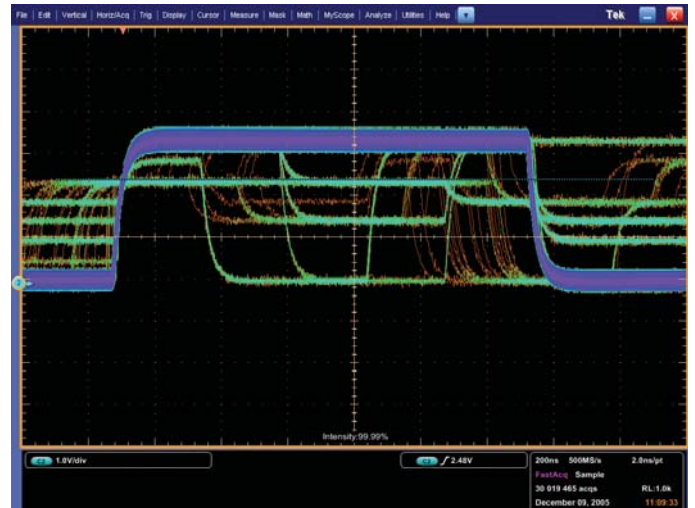 File | Edit | Vertical | Horiz/Acq | Trig | Display | Cursor | Measure | Mask | Math | MyScope | Analyze | Utilities | Help | Tek
Intensity:99.99%
C2 1.0V/div
2.48V
200ns 500MS/s 2.0ns/pt
FastAcq Sample
30 019 465 acqs RL:1.0k
December 09, 2005 11:09:33